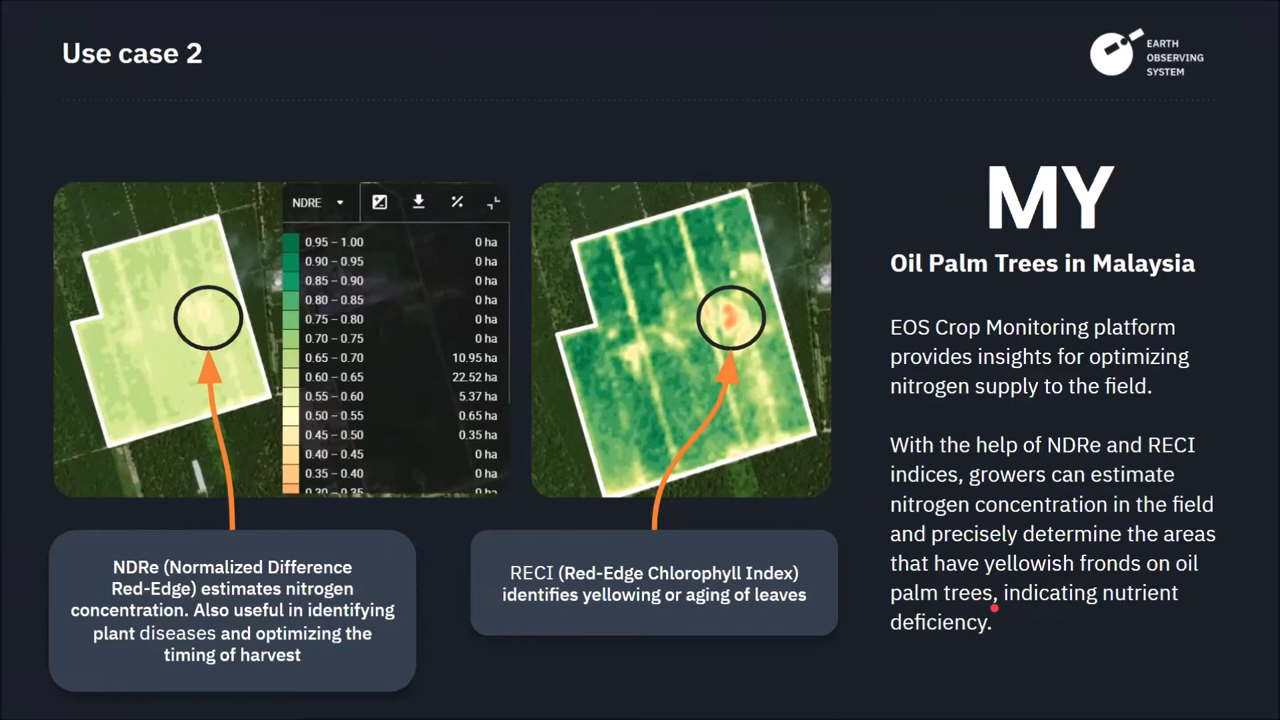 Use case 2
EARTH
OBSERVING
SYSTEM
NDRE
0.95 – 1.00 0 ha
0.90 – 0.95 0 ha
0.85 – 0.90 0 ha
0.80 – 0.85 0 ha
0.75 – 0.80 0 ha
0.70 – 0.75 0 ha
0.65 – 0.70 10.95 ha
0.60 – 0.65 22.52 ha
0.55 – 0.60 5.37 ha
0.50 – 0.55 0.65 ha
0.45 – 0.50 0.35 ha
0.40 – 0.45 0 ha
0.35 – 0.40 0 ha
0.30 – 0.35 0 ha
NDRe (Normalized Difference
Red-Edge) estimates nitrogen
concentration. Also useful in identifying
plant diseases and optimizing the
timing of harvest
RECI (Red-Edge Chlorophyll Index)
identifies yellowing or aging of leaves
MY
Oil Palm Trees in Malaysia
EOS Crop Monitoring platform
provides insights for optimizing
nitrogen supply to the field.
With the help of NDRe and RECI
indices, growers can estimate
nitrogen concentration in the field
and precisely determine the areas
that have yellowish fronds on oil
palm trees, indicating nutrient
deficiency.